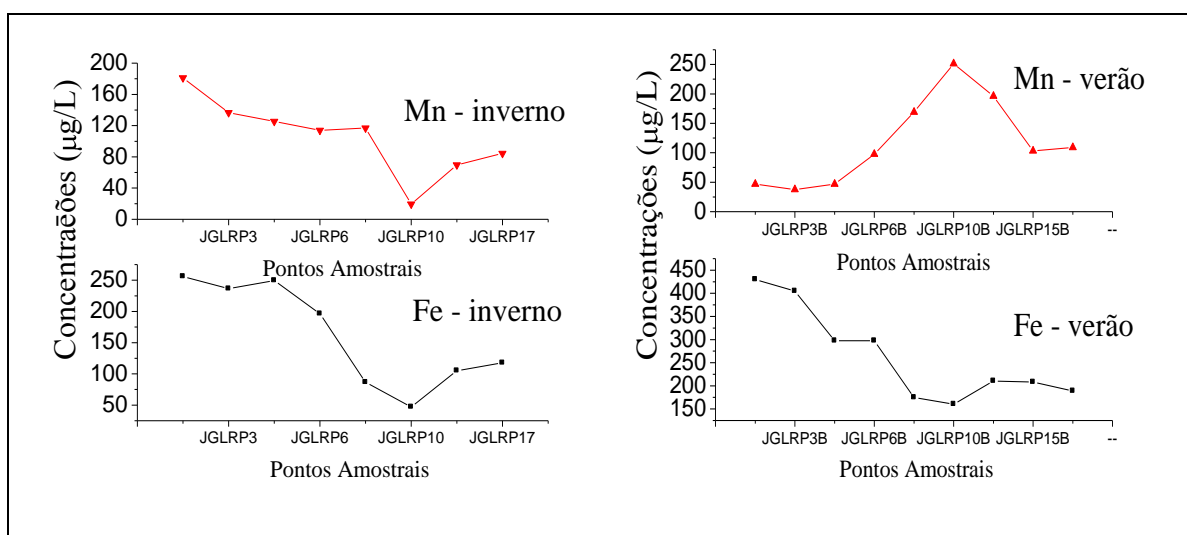 Concentraēões (µg/L)
200
160
120
80
40
0
Mn - inverno
JGLRP3 JGLRP6 JGLRP10 JGLRP17
Pontos Amostrais
250
200
150
100
50
Fe - inverno
JGLRP3 JGLRP6 JGLRP10 JGLRP17
Pontos Amostrais
Concentrações (µg/L)
250
200
150
100
50
0
Mn - verão
JGLRP3B JGLRP6B JGLRP10B JGLRP15B --
Pontos Amostrais
450
400
350
300
250
200
150
Fe - verão
JGLRP3B JGLRP6B JGLRP10B JGLRP15B --
Pontos Amostrais